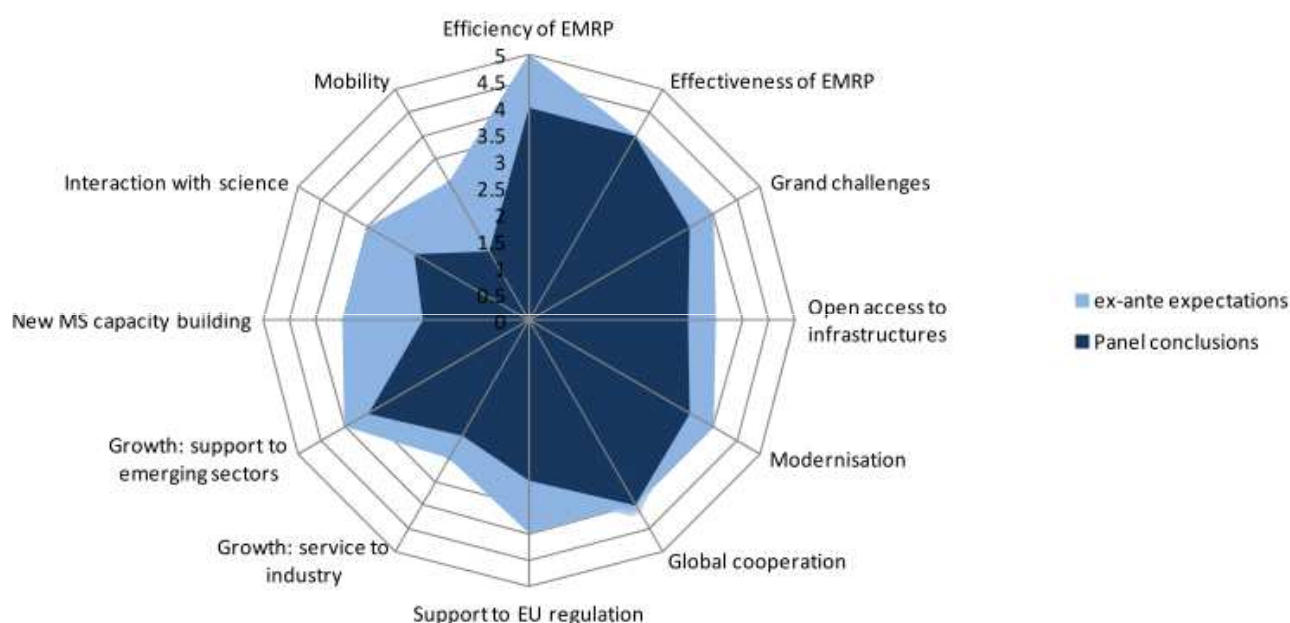 Efficiency of EMRP
Mobility
Effectiveness of EMRP
Interaction with science
Grand challenges
New MS capacity building
Open access to
infrastructures
Growth: support to
emerging sectors
Modernisation
Growth: service to
industry
Global cooperation
Support to EU regulation
5
4.5
4
3.5
3
2.5
2
1.5
1
0.5
0
ex-ante expectations
Panel conclusions